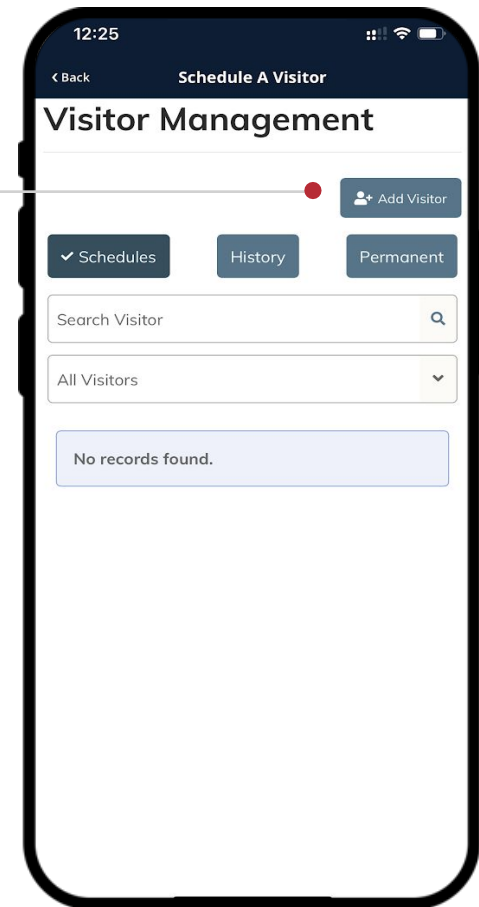 12:25
Back Schedule A Visitor
Visitor Management
Add Visitor
Schedules History Permanent
Search Visitor
All Visitors
No records found.